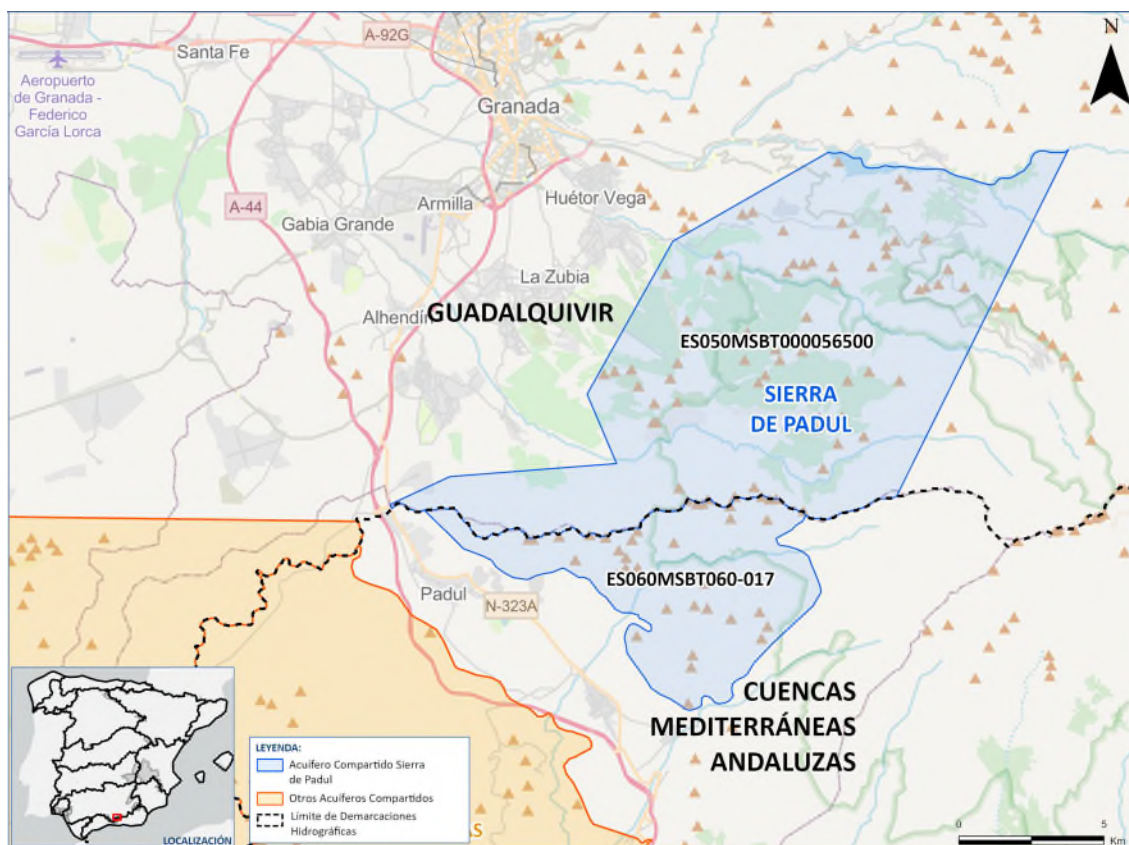 A-92G
N
Santa Fe
Aeropuerto
de Granada -
Federico
García Lorca
Granada
A-44
Armilla
Huétor Vega
Gabia Grande
La Zubia
Alhendín
GUADALQUIVIR
ES050MSBT000056500
SIERRA
DE PADUL
ES060MSBT060-017
Padul
N-323A
CUENCAS
MEDITERRÁNEAS
ANDALUZAS
LEYENDA:
Acuífero Compartido Sierra
de Padul
Otros Acuíferos Compartidos
Límite de Demarcaciones
Hidrográficas
LOCALIZACIÓN
0 5
Km